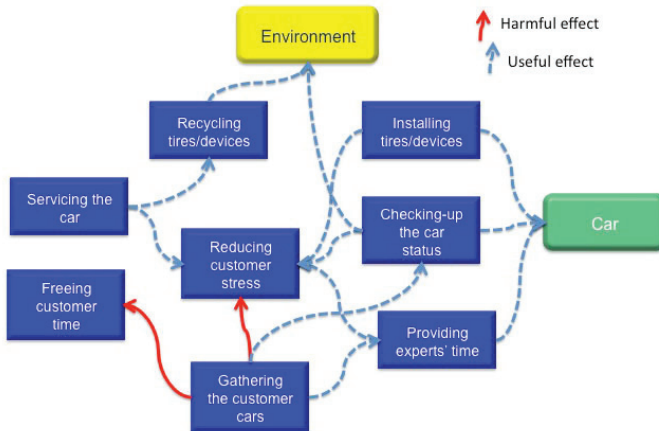 Environment
Harmful effect
Useful effect
Recycling
tires/devices
Installing
tires/devices
Servicing the
car
Checking-up
the car
status
Car
Reducing
customer
stress
Freeing
customer
time
Providing
experts' time
Gathering
the customer
cars